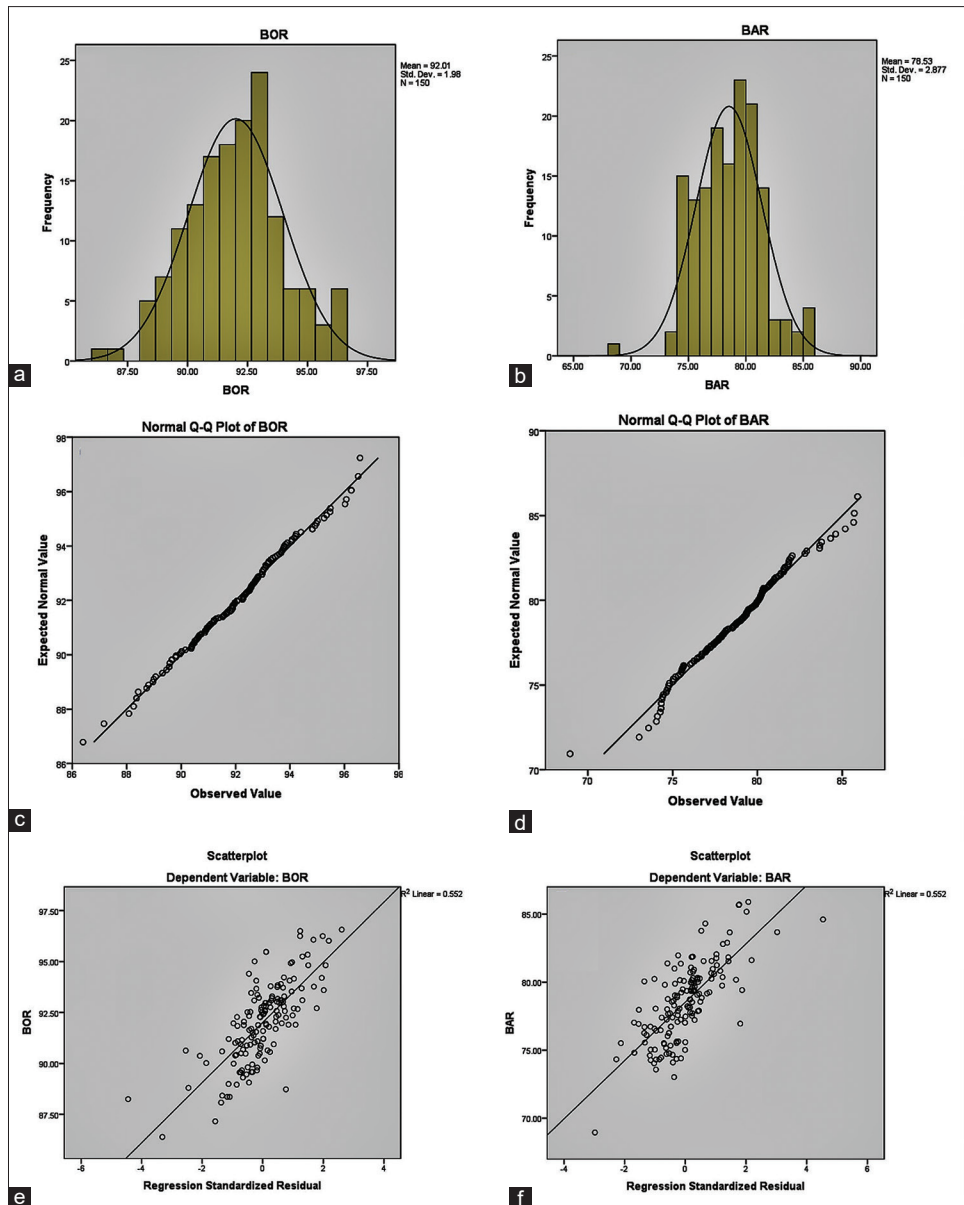 BOR
Mean = 92.01
Std. Dev. = 1.98
N = 150
Frequency
25
20
15
10
5
0
87.50 90.00 92.50 95.00 97.50
BOR
a
BAR
Mean = 78.53
Std. Dev. = 2.877
N = 150
Frequency
25
20
15
10
5
0
65.00 70.00 75.00 80.00 85.00 90.00
BAR
b
Normal Q-Q Plot of BOR
Expected Normal Value
98
96
94
92
90
88
86
86 88 90 92 94 96 98
Observed Value
c
Normal Q-Q Plot of BAR
Expected Normal Value
90
85
80
75
70
70 75 80 85
Observed Value
d
Scatterplot
Dependent Variable: BOR
R² Linear = 0.552
BOR
97.50
95.00
92.50
90.00
87.50
-6 -4 -2 0 2 4
Regression Standardized Residual
e
Scatterplot
Dependent Variable: BAR
R² Linear = 0.552
BAR
85.00
80.00
75.00
70.00
-4 -2 0 2 4 6
Regression Standardized Residual
f